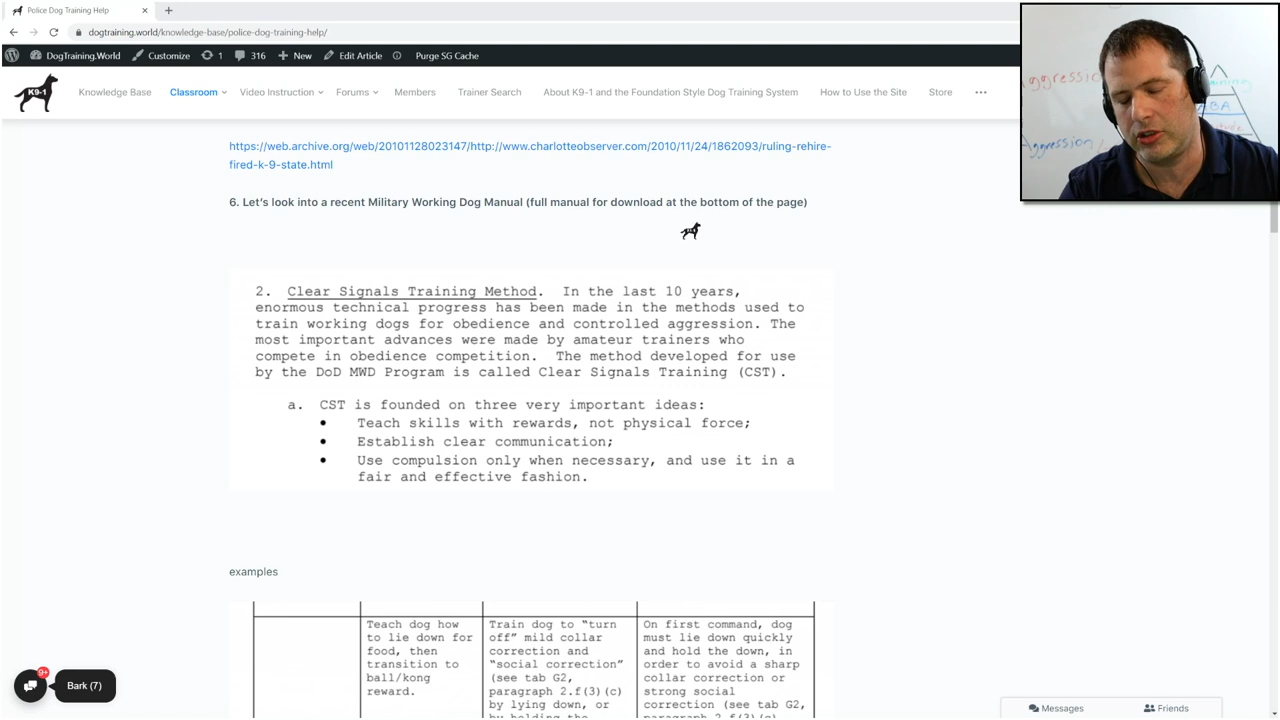 Police Dog Training Help
dogtraining.world/knowledge-base/police-dog-training-help/
DogTraining.World Customize 1 316 New Edit Article Purge SG Cache
K9-1
Knowledge Base Classroom Video Instruction Forums Members Trainer Search About K9-1 and the Foundation Style Dog Training System How to Use the Site Store
https://web.archive.org/web/20101128023147/http://www.charlotteobserver.com/2010/11/24/1862093/ruling-rehire-
fired-k-9-state.html
6. Let's look into a recent Military Working Dog Manual (full manual for download at the bottom of the page)
2. Clear Signals Training Method. In the last 10 years,
enormous technical progress has been made in the methods used to
train working dogs for obedience and controlled aggression. The
most important advances were made by amateur trainers who
compete in obedience competition. The method developed for use
by the DoD MWD Program is called Clear Signals Training (CST).
a. CST is founded on three very important ideas:
• Teach skills with rewards, not physical force;
• Establish clear communication;
• Use compulsion only when necessary, and use it in a
fair and effective fashion.
examples
Teach dog how
to lie down for
food, then
transition to
ball/kong
reward.
Train dog to "turn
off" mild collar
correction and
"social correction"
(see tab G2,
paragraph 2.f(3)(c)
by lying down, or
by holding the
On first command, dog
must lie down quickly
and hold the down, in
order to avoid a sharp
collar correction or
strong social
correction (see tab G2,
paragraph 2.f(3)(c)
9+
Bark (7)
Messages Friends
Aggression
ABA
Aggression